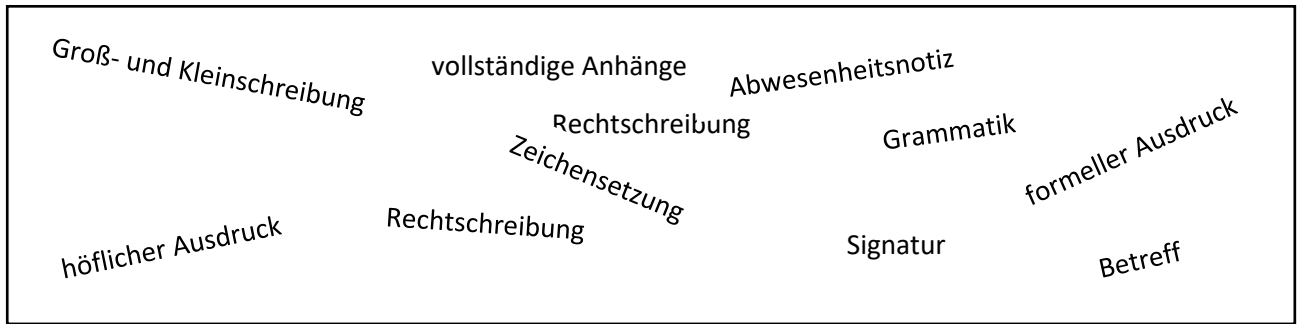 Groß- und Kleinschreibung
vollständige Anhänge
Abwesenheitsnotiz
Rechtschreibung
Grammatik
formeller Ausdruck
Zeichensetzung
Rechtschreibung
höflicher Ausdruck
Signatur
Betreff